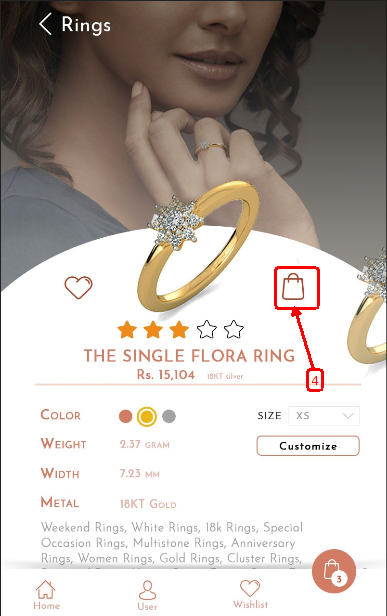 Rings
4
THE SINGLE FLORA RING
Rs. 15,104 18KT silver
COLOR SIZE XS
WEIGHT 2.37 GRAM Customize
WIDTH 7.23 MM
METAL 18KT GOLD
Weekend Rings, White Rings, 18k Rings, Special
Occasion Rings, Multistone Rings, Anniversary
Rings, Women Rings, Gold Rings, Cluster Rings,
3
Home User Wishlist